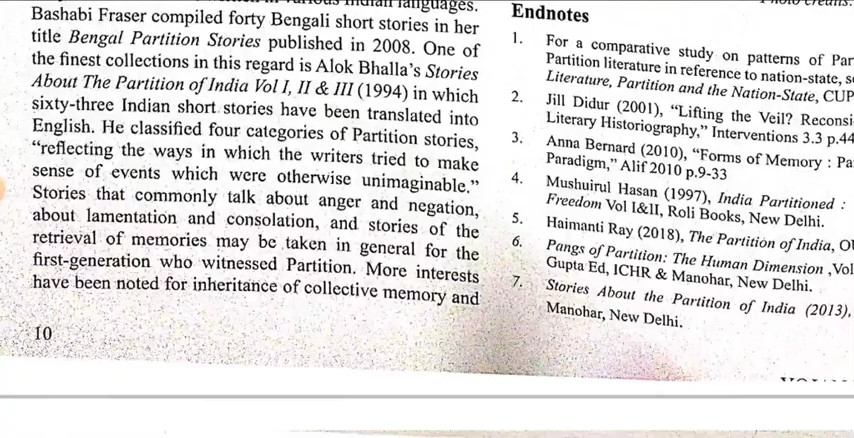 languages.
Bashabi Fraser compiled forty Bengali short stories in her
title Bengal Partition Stories published in 2008. One of
the finest collections in this regard is Alok Bhalla's Stories
About The Partition of India Vol I, II & III (1994) in which
sixty-three Indian short stories have been translated into
English. He classified four categories of Partition stories,
“reflecting the ways in which the writers tried to make
sense of events which were otherwise unimaginable.”
Stories that commonly talk about anger and negation,
about lamentation and consolation, and stories of the
retrieval of memories may be taken in general for the
first-generation who witnessed Partition. More interests
have been noted for inheritance of collective memory and
10
Endnotes
1. For a comparative study on patterns of Par
Partition literature in reference to nation-state, s
Literature, Partition and the Nation-State, CUP
2. Jill Didur (2001), “Lifting the Veil? Reconsi
Literary Historiography,” Interventions 3.3 p.44
3. Anna Bernard (2010), “Forms of Memory : Pa
Paradigm,” Alif 2010 p.9-33
4. Mushuirul Hasan (1997), India Partitioned :
Freedom Vol I&II, Roli Books, New Delhi.
5. Haimanti Ray (2018), The Partition of India, O
6. Pangs of Partition: The Human Dimension ,Vol
Gupta Ed, ICHR & Manohar, New Delhi.
7. Stories About the Partition of India (2013),
Manohar, New Delhi.